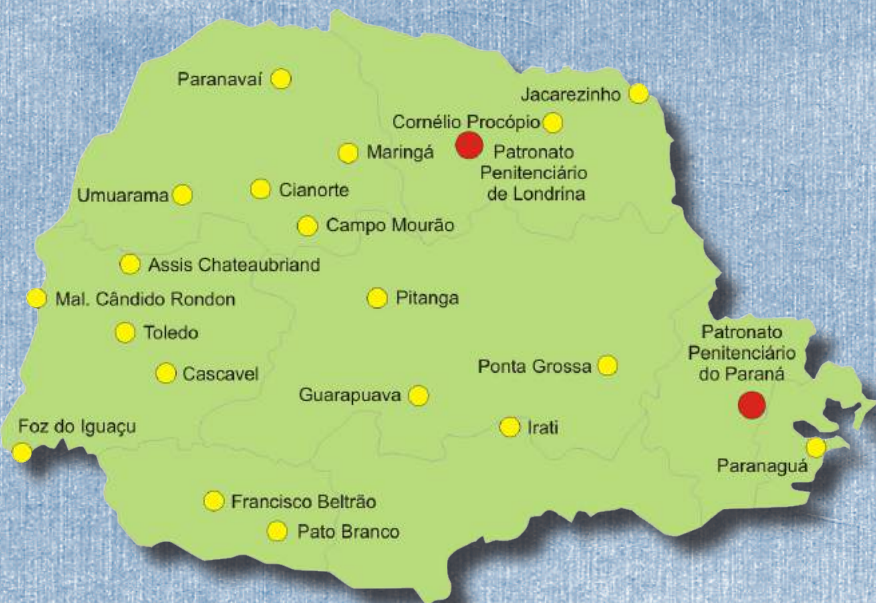 Paranavaí
Jacarezinho
Cornélio Procópio
Maringá
Patronato
Penitenciário
de Londrina
Umuarama
Cianorte
Campo Mourão
Assis Chateaubriand
Mal. Cândido Rondon
Pitanga
Toledo
Patronato
Penitenciário
do Paraná
Cascavel
Ponta Grossa
Guarapuava
Foz do Iguaçu
Irati
Paranaguá
Francisco Beltrão
Pato Branco